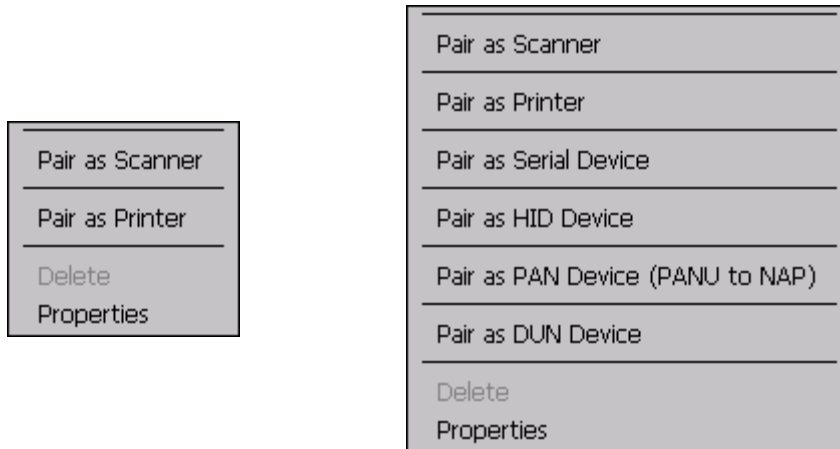 Pair as Scanner
Pair as Printer
Delete
Properties
Pair as Scanner
Pair as Printer
Pair as Serial Device
Pair as HID Device
Pair as PAN Device (PANU to NAP)
Pair as DUN Device
Delete
Properties